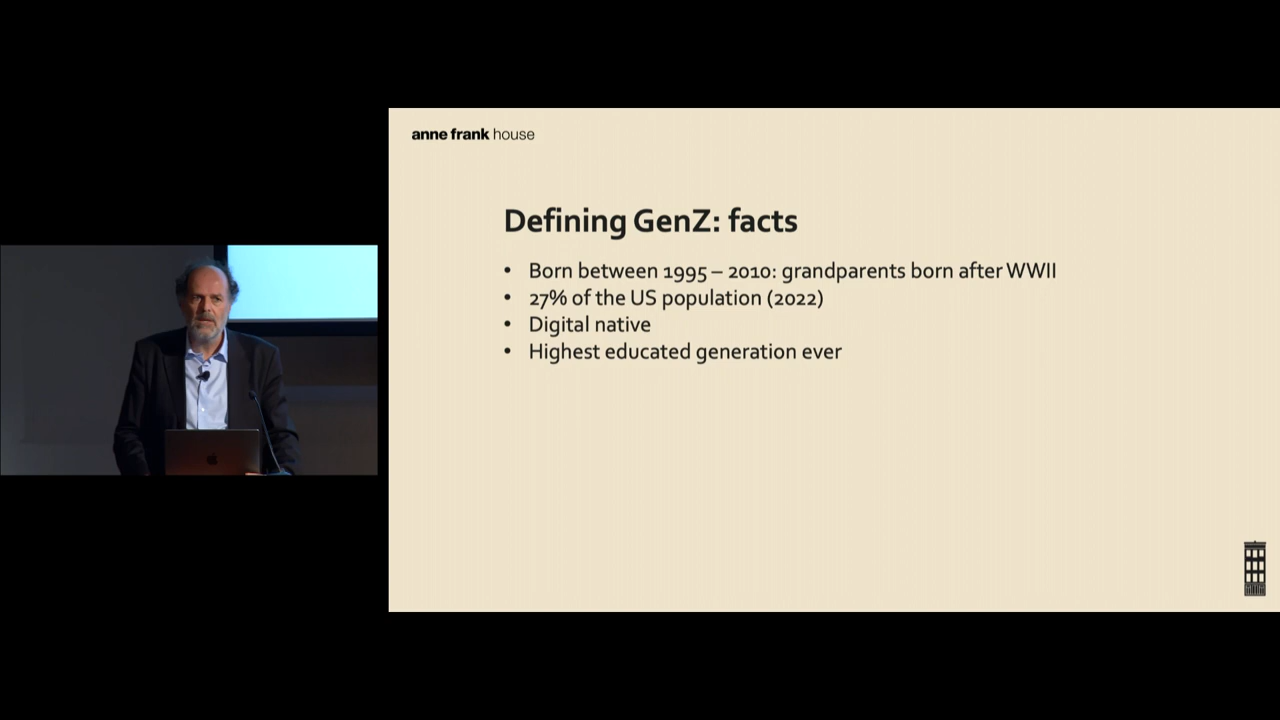 anne frank house
Defining GenZ: facts
• Born between 1995 – 2010: grandparents born after WWII
• 27% of the US population (2022)
• Digital native
• Highest educated generation ever